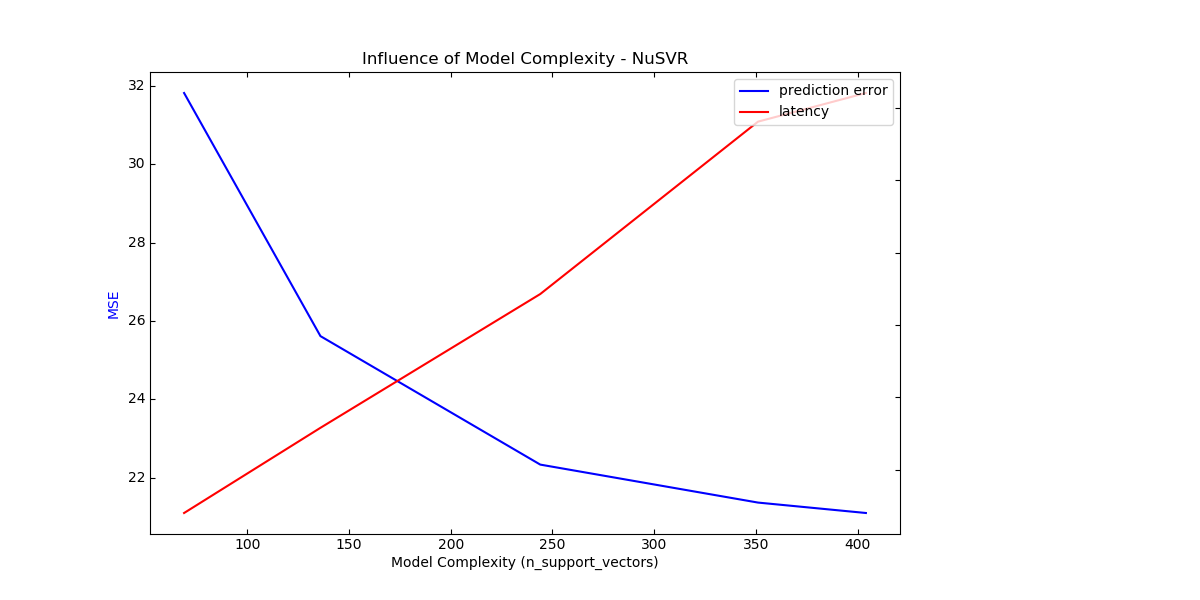 Influence of Model Complexity - NuSVR
prediction error
latency
32
30
28
26
24
22
MSE
100 150 200 250 300 350 400
Model Complexity (n_support_vectors)